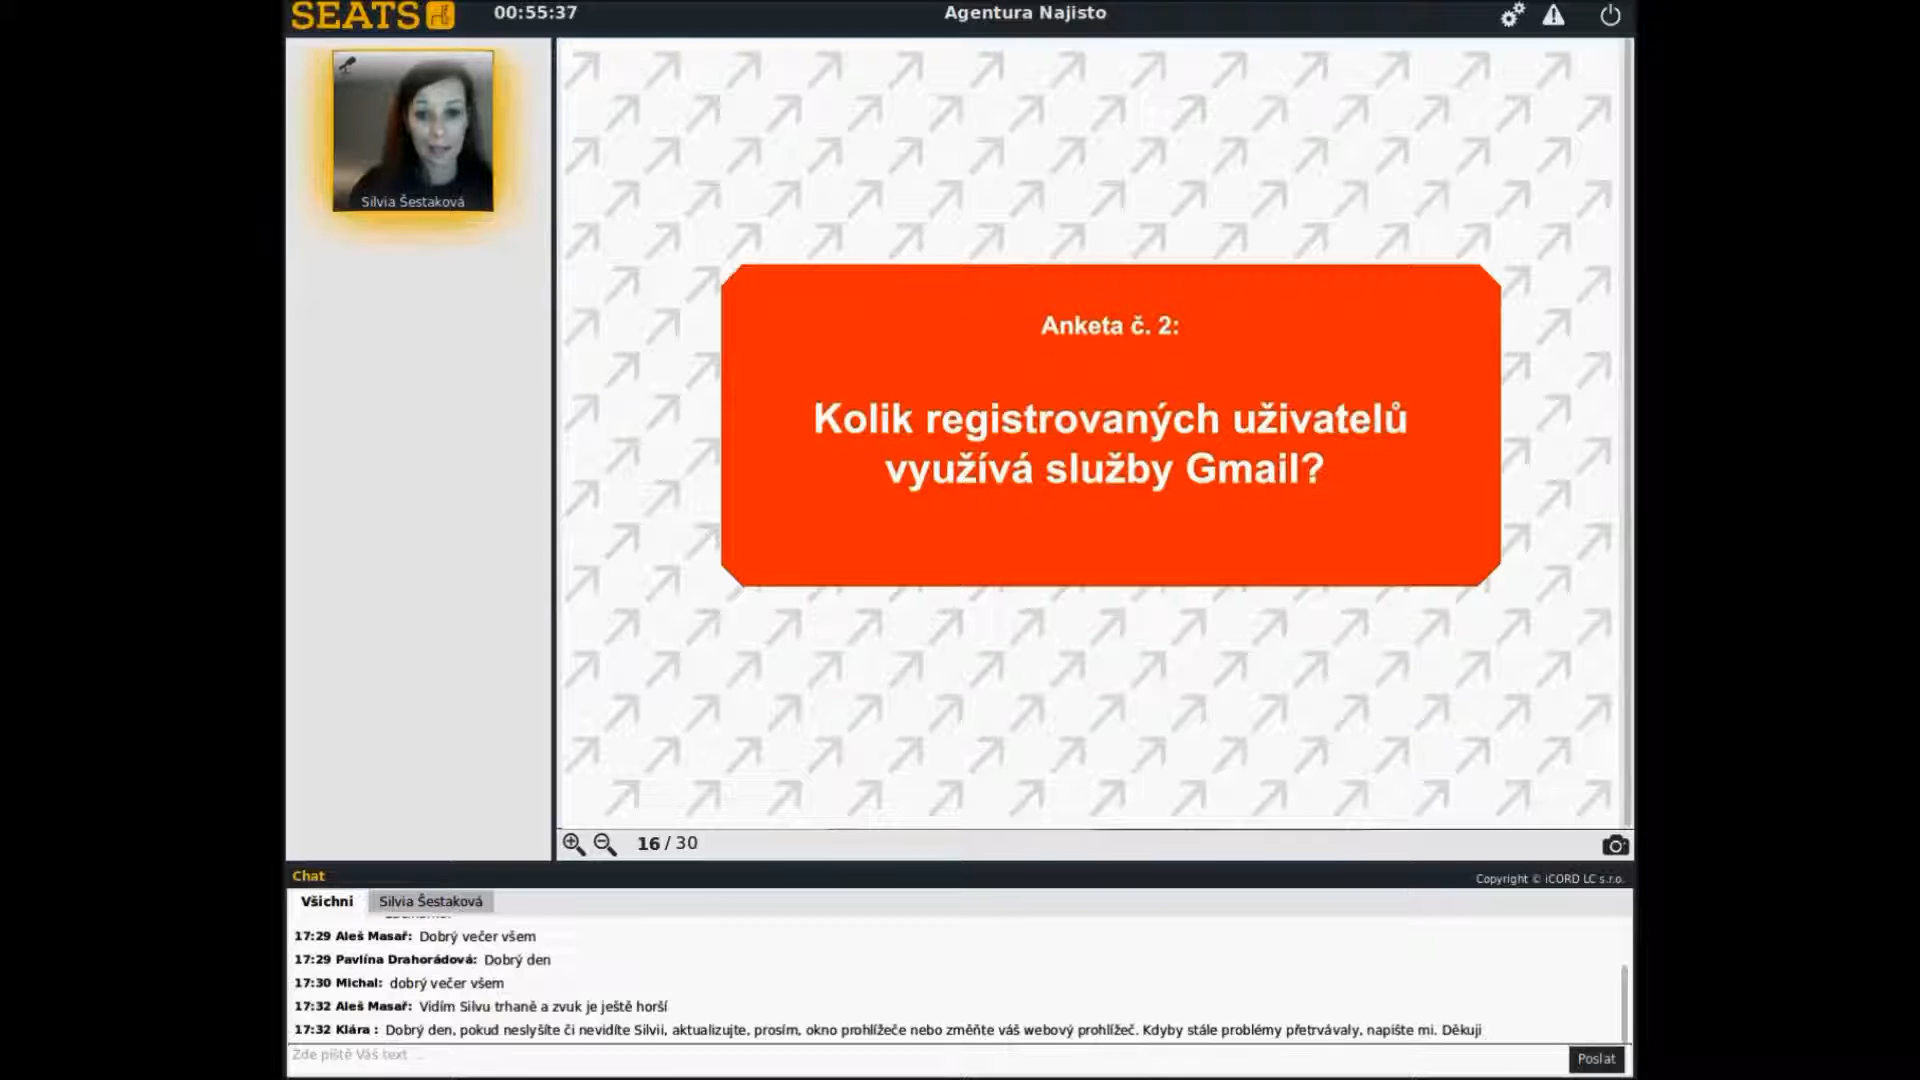 SEATS
00:55:37
Agentura Najisto
Silvia Šestaková
Anketa č. 2:
Kolik registrovaných uživatelů
využívá služby Gmail?
16 / 30
Chat
Copyright © iCORD LC s.r.o.
Všichni
Silvia Šestaková
17:29 Aleš Masař: Dobrý večer všem
17:29 Pavlína Drahorádová: Dobrý den
17:30 Michal: dobrý večer všem
17:32 Aleš Masař: Vidím Silvu trhaně a zvuk je ještě horší
17:32 Klára : Dobrý den, pokud neslyšíte či nevidíte Silvii, aktualizujte, prosím, okno prohlížeče nebo změňte váš webový prohlížeč. Kdyby stále problémy přetrvávaly, napište mi. Děkuji
Zde pište Váš text ...
Poslat